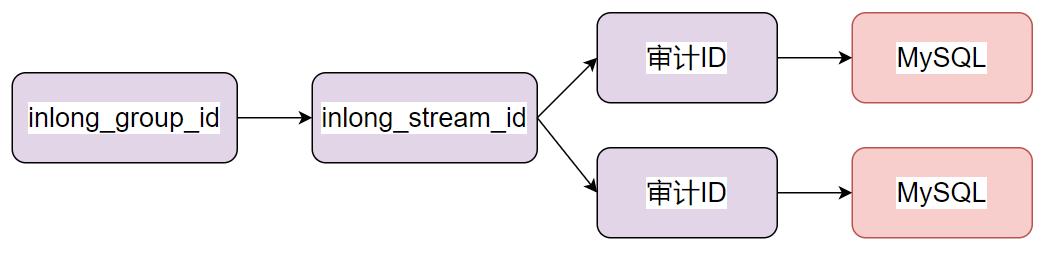 inlong_group_id
inlong_stream_id
审计ID
MySQL
审计ID
MySQL